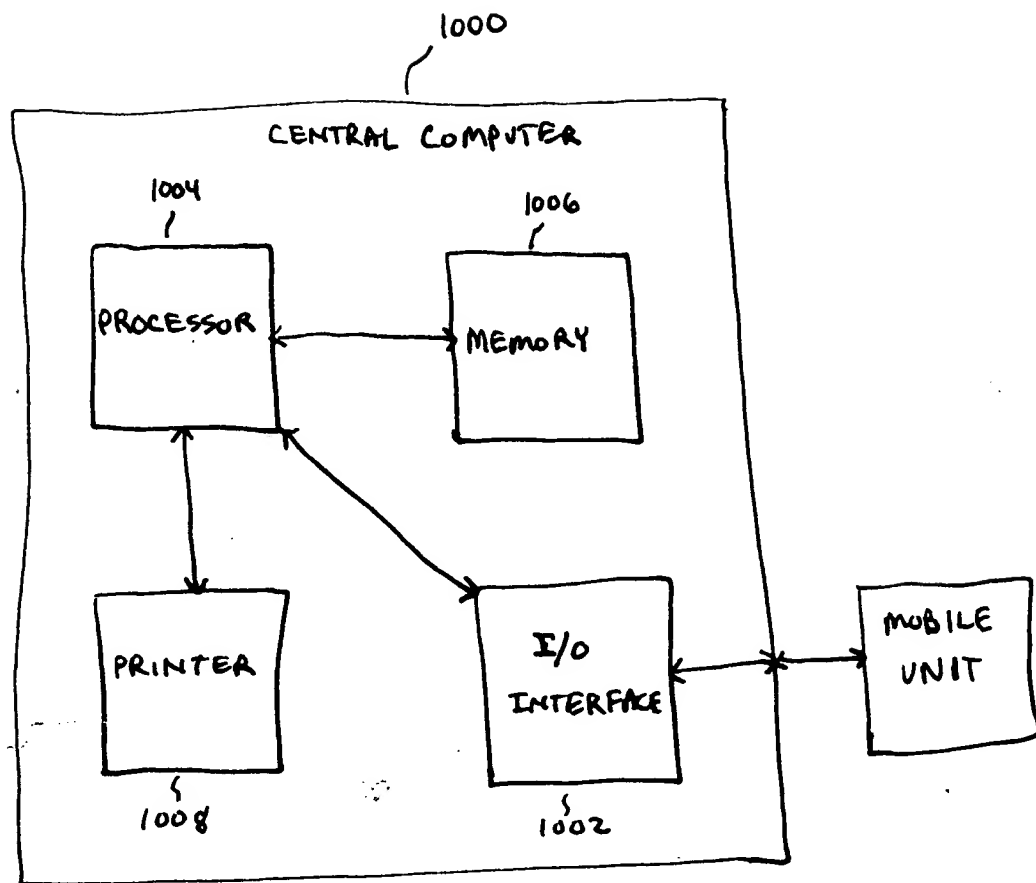 1000
CENTRAL COMPUTER
1004
1006
PROCESSOR
MEMORY
PRINTER
I/O
INTERFACE
MOBILE
UNIT
1008
1002